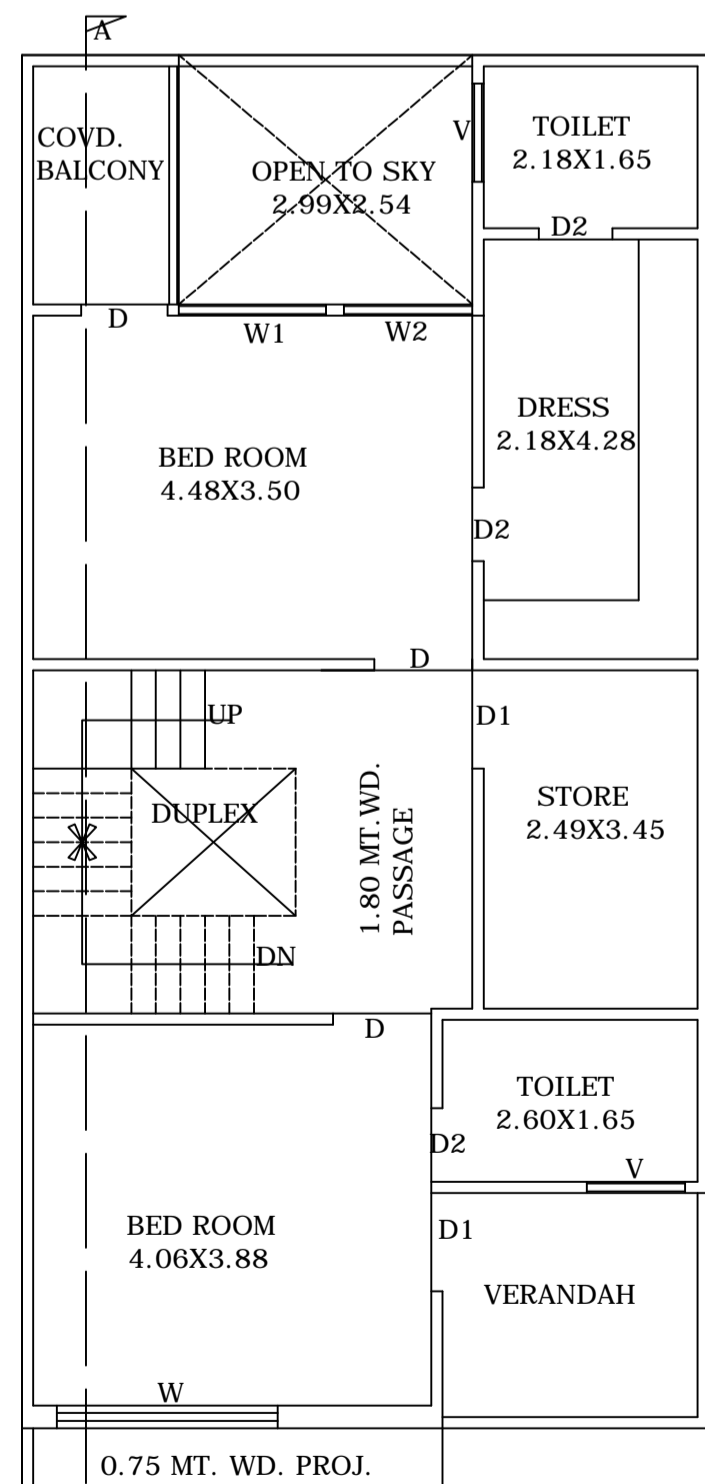 A
COVD.
BALCONY
OPEN TO SKY
2.99X2.54
V
TOILET
2.18X1.65
D2
D
W1
W2
DRESS
2.18X4.28
BED ROOM
4.48X3.50
D2
D
UP
D1
DUPLEX
1.80 MT.WD.
PASSAGE
STORE
2.49X3.45
DN
D
TOILET
2.60X1.65
D2
V
BED ROOM
4.06X3.88
D1
VERANDAH
W
0.75 MT. WD. PROJ.